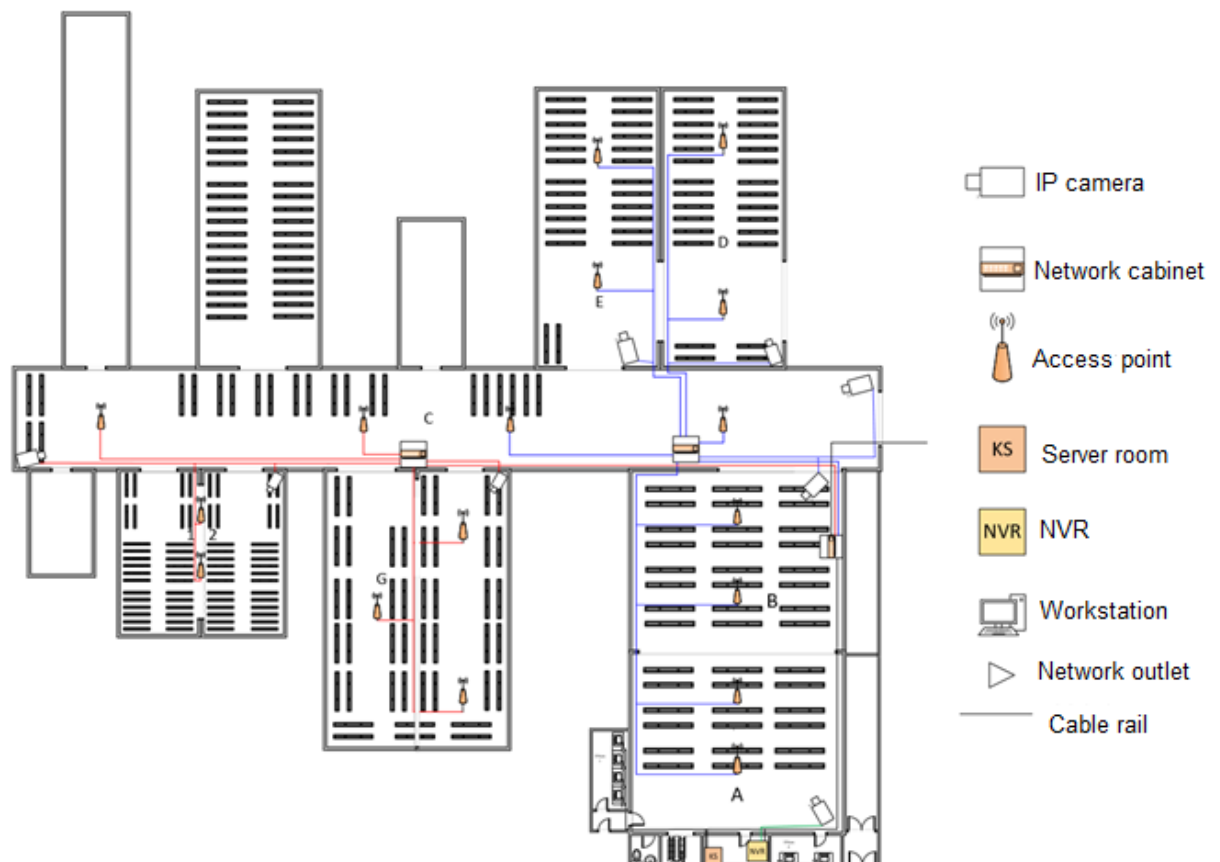 IP camera
Network cabinet
Access point
KS
Server room
NVR
NVR
Workstation
Network outlet
Cable rail
D
E
C
1
2
G
B
A
KS
NVR